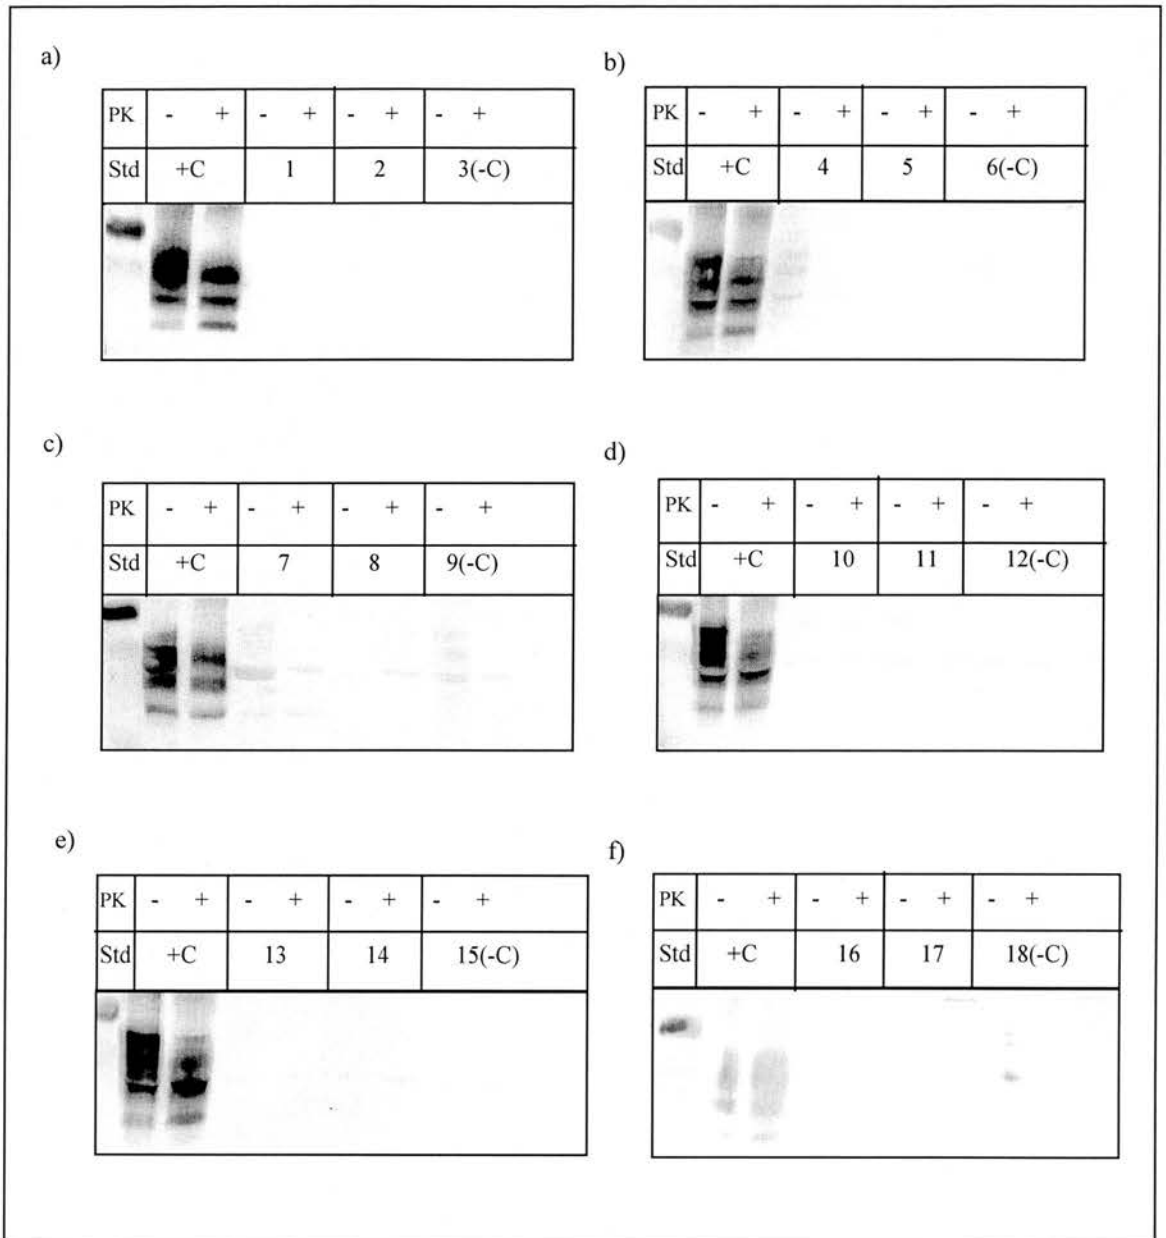 a)
PK - + - + - + - +
Std +C 1 2 3(-C)
b)
PK - + - + - + - +
Std +C 4 5 6(-C)
c)
PK - + - + - + - +
Std +C 7 8 9(-C)
d)
PK - + - + - + - +
Std +C 10 11 12(-C)
e)
PK - + - + - + - +
Std +C 13 14 15(-C)
f)
PK - + - + - + - +
Std +C 16 17 18(-C)